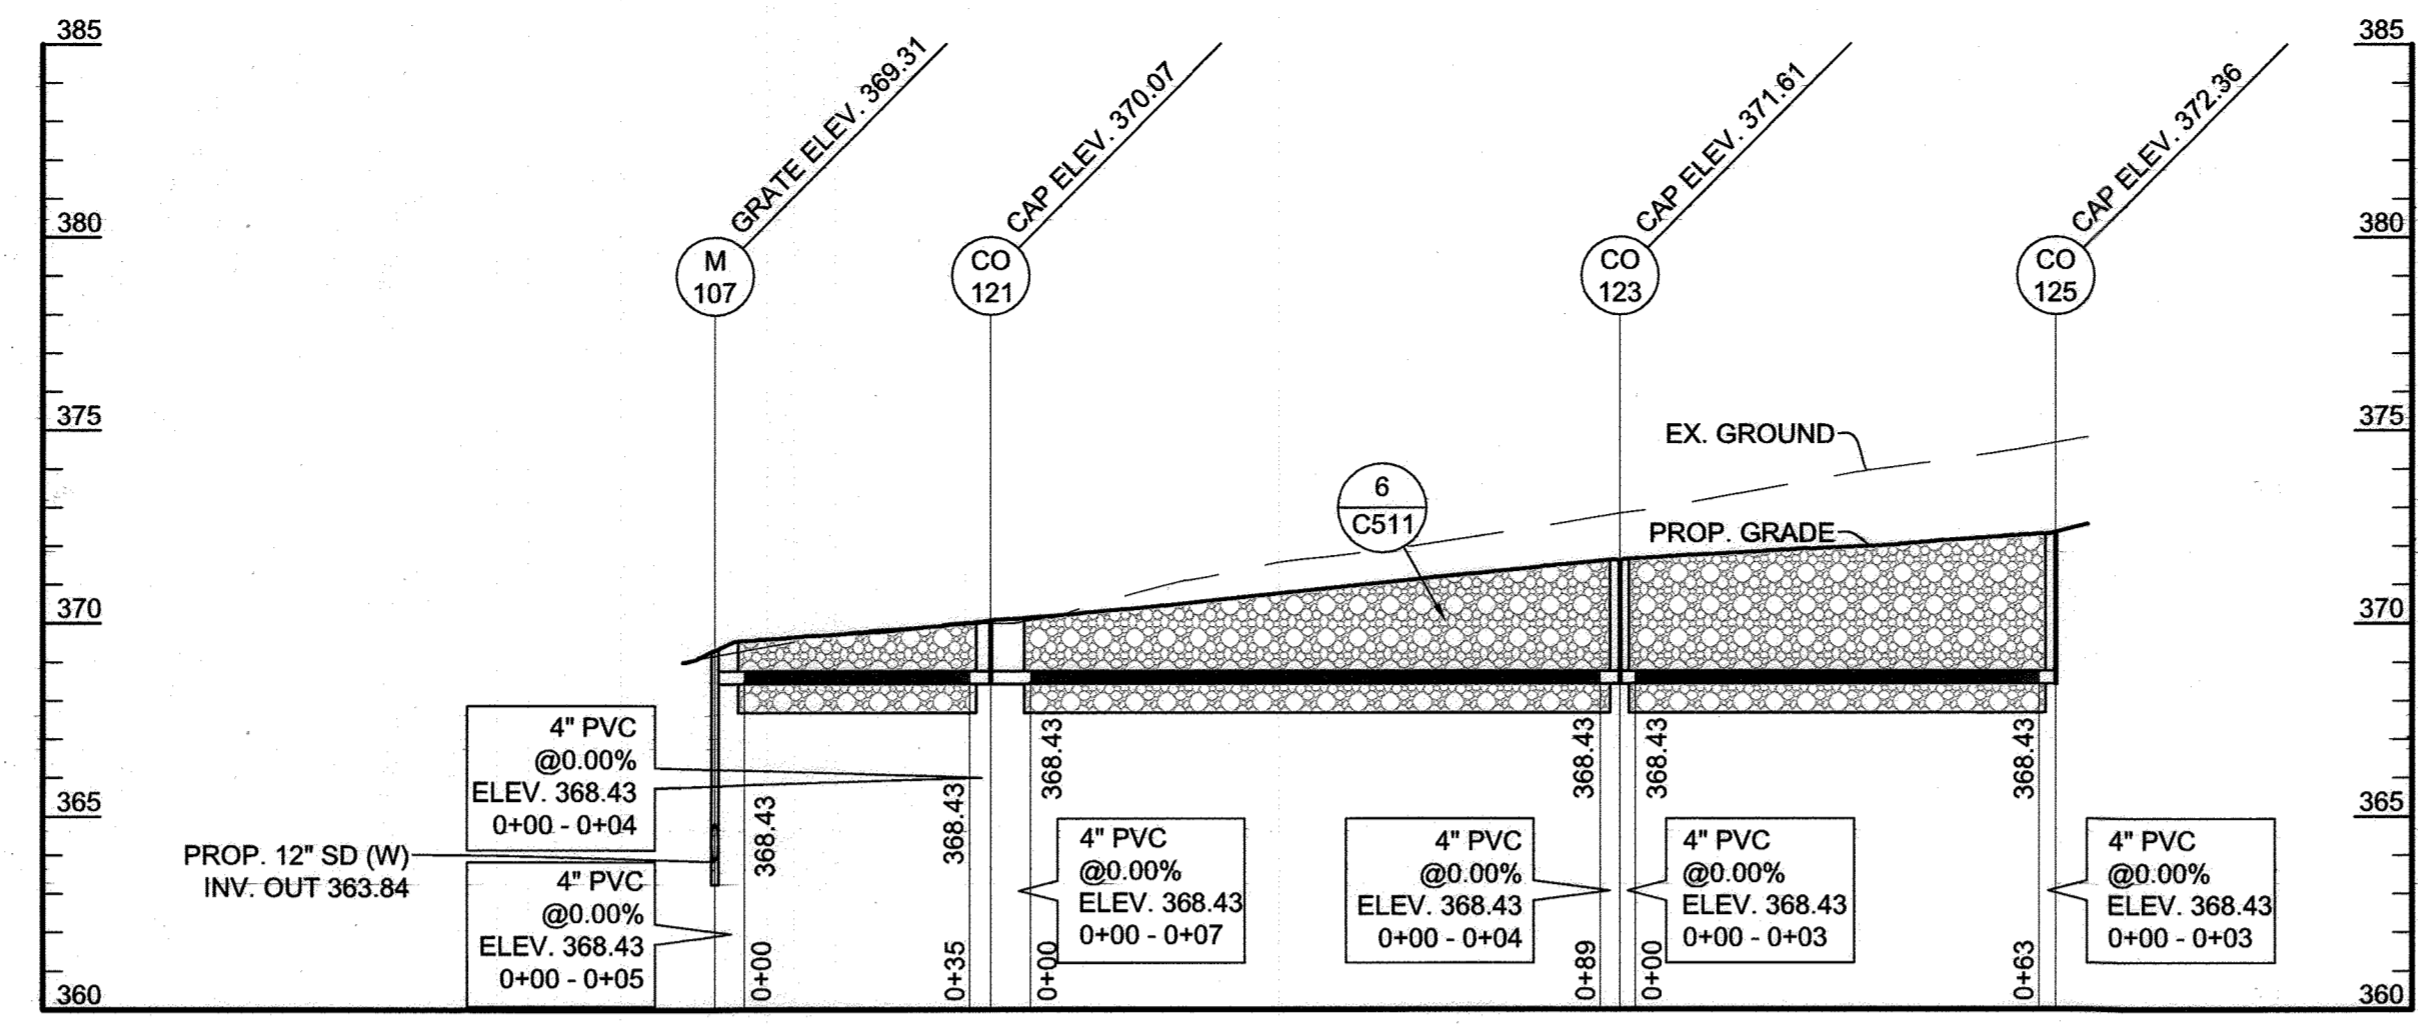 385
380
375
370
365
360
GRATE ELEV. 369.31
M
107
CAP ELEV. 370.07
CO
121
CAP ELEV. 371.61
CO
123
CAP ELEV. 372.36
CO
125
385
380
375
370
365
360
EX. GROUND
PROP. GRADE
6
C511
4" PVC
@0.00%
ELEV. 368.43
0+00 - 0+04
PROP. 12" SD (W)
INV. OUT 363.84
4" PVC
@0.00%
ELEV. 368.43
0+00 - 0+05
368.43
0+00
368.43
0+35
368.43
0+00
4" PVC
@0.00%
ELEV. 368.43
0+00 - 0+07
4" PVC
@0.00%
ELEV. 368.43
0+00 - 0+04
368.43
0+89
368.43
0+00
4" PVC
@0.00%
ELEV. 368.43
0+00 - 0+03
368.43
0+63
4" PVC
@0.00%
ELEV. 368.43
0+00 - 0+03